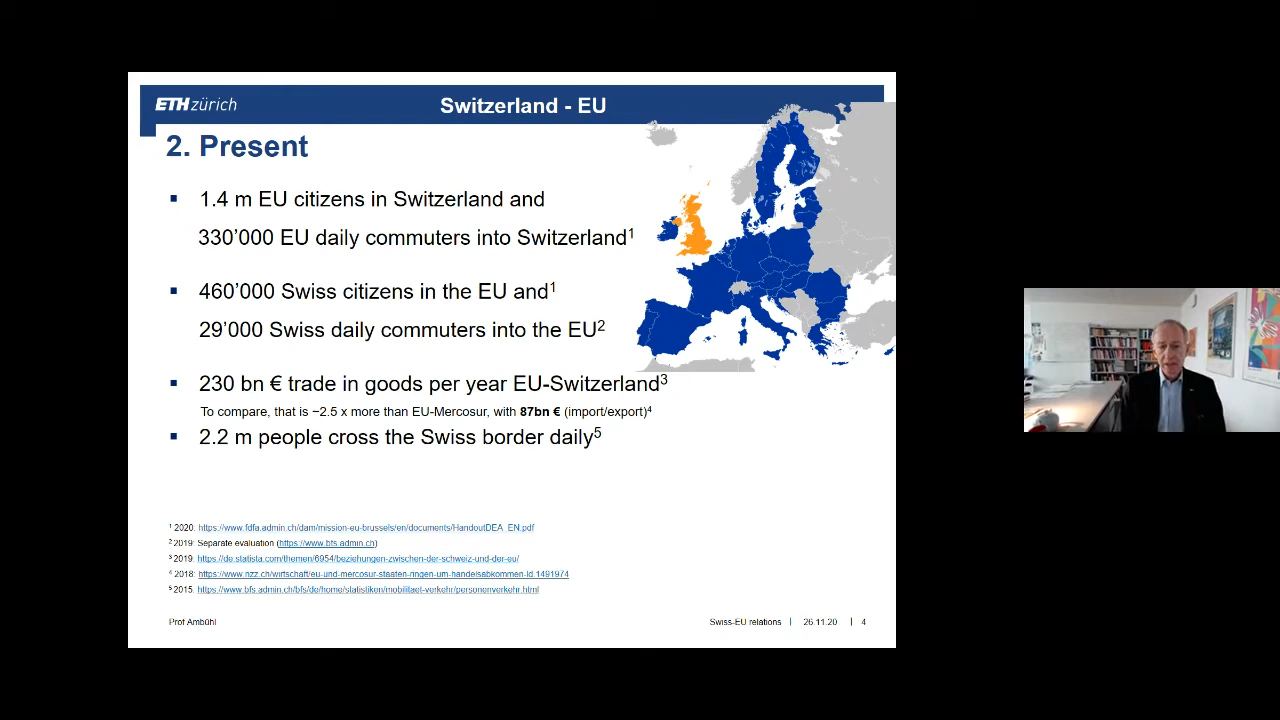 ETH zürich
Switzerland - EU
2. Present
▪ 1.4 m EU citizens in Switzerland and
330’000 EU daily commuters into Switzerland¹
▪ 460’000 Swiss citizens in the EU and¹
29’000 Swiss daily commuters into the EU²
▪ 230 bn € trade in goods per year EU-Switzerland³
To compare, that is ~2.5 x more than EU-Mercosur, with 87bn € (import/export)⁴
▪ 2.2 m people cross the Swiss border daily⁵
¹ 2020: https://www.fdfa.admin.ch/dam/mission-eu-brussels/en/documents/HandoutDEA_EN.pdf
² 2019: Separate evaluation (https://www.bfs.admin.ch)
³ 2019: https://de.statista.com/themen/6954/beziehungen-zwischen-der-schweiz-und-der-eu/
⁴ 2018: https://www.nzz.ch/wirtschaft/eu-und-mercosur-staaten-ringen-um-handelsabkommen-ld.1491974
⁵ 2015: https://www.bfs.admin.ch/bfs/de/home/statistiken/mobilitaet-verkehr/personenverkehr.html
Prof Ambühl
Swiss-EU relations | 26.11.20 | 4